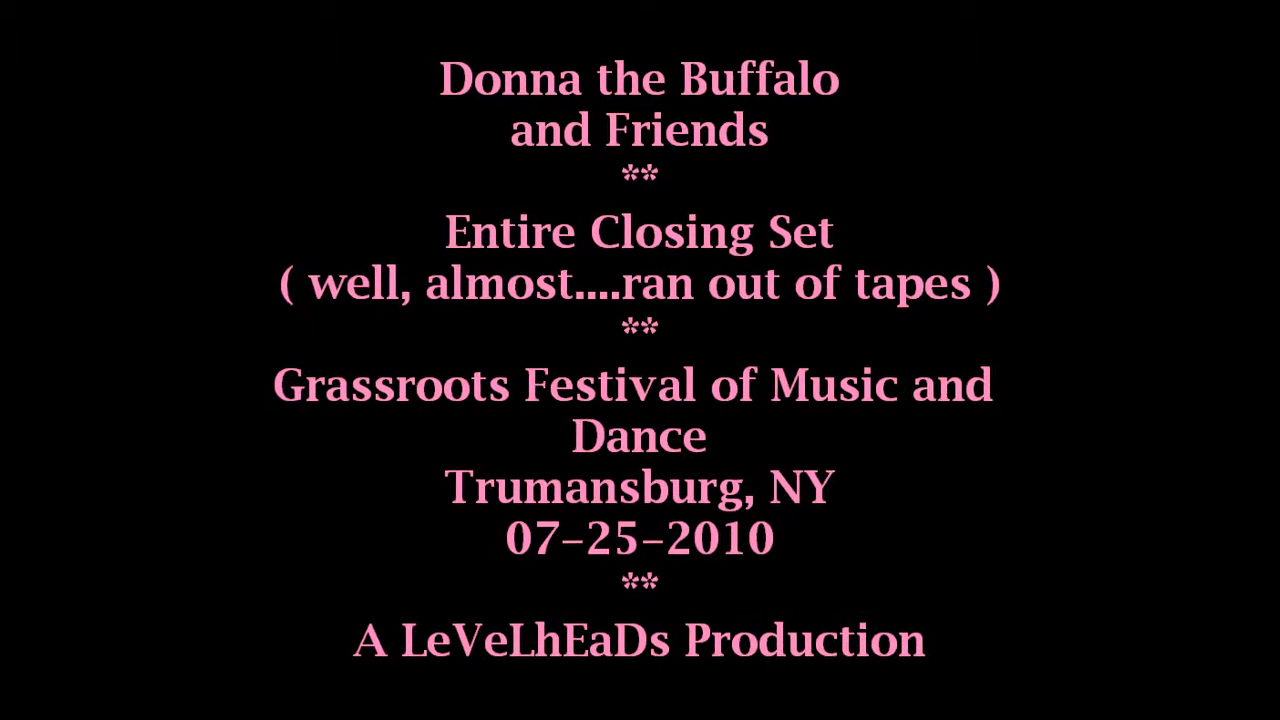 Donna the Buffalo
and Friends
**
Entire Closing Set
( well, almost....ran out of tapes )
**
Grassroots Festival of Music and
Dance
Trumansburg, NY
07-25-2010
**
A LeVeLhEaDs Production